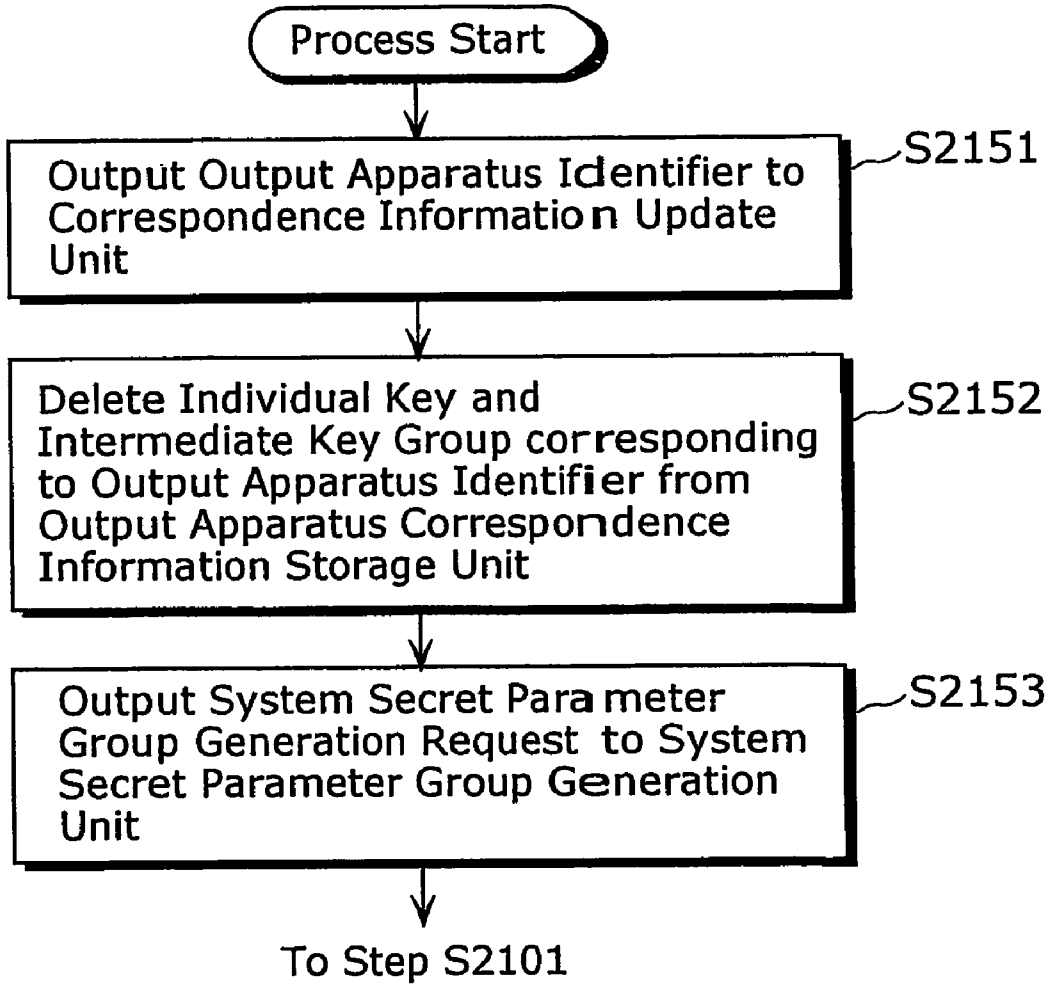 Process Start
S2151
Output Output Apparatus Identifier to
Correspondence Information Update
Unit
S2152
Delete Individual Key and
Intermediate Key Group corresponding
to Output Apparatus Identifier from
Output Apparatus Correspondence
Information Storage Unit
S2153
Output System Secret Parameter
Group Generation Request to System
Secret Parameter Group Generation
Unit
To Step S2101